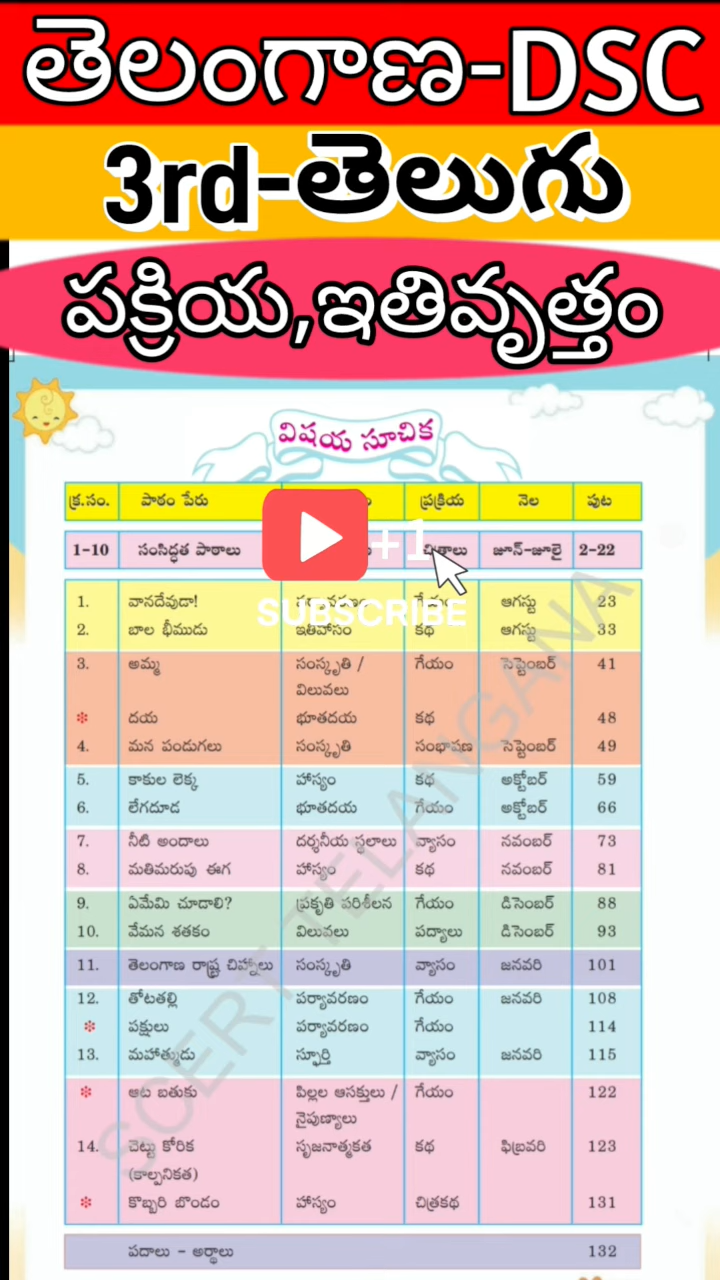 తెలంగాణ-DSC
3rd-తెలుగు
పక్రియ,ఇతివృత్తం
విషయ సూచిక
క్ర.సం. పాఠం పేరు ప్రక్రియ నెల పుట
1-10 సంసిద్ధత పాఠాలు +1 చిత్రాలు జూన్-జూలై 2-22
1. వానదేవుడా! పర్యావరణం గేయం ఆగస్టు 23
SUBSCRIBE
2. బాల భీముడు ఇతిహాసం కథ ఆగస్టు 33
3. అమ్మ సంస్కృతి / గేయం సెప్టెంబర్ 41
విలువలు
* దయ భూతదయ కథ 48
4. మన పండుగలు సంస్కృతి సంభాషణ సెప్టెంబర్ 49
5. కాకుల లెక్క హాస్యం కథ అక్టోబర్ 59
6. లేగదూడ భూతదయ గేయం అక్టోబర్ 66
7. నీటి అందాలు దర్శనీయ స్థలాలు వ్యాసం నవంబర్ 73
8. మతిమరుపు ఈగ హాస్యం కథ నవంబర్ 81
9. ఏమేమి చూడాలి? ప్రకృతి పరిశీలన గేయం డిసెంబర్ 88
10. వేమన శతకం విలువలు పద్యాలు డిసెంబర్ 93
11. తెలంగాణ రాష్ట్ర చిహ్నాలు సంస్కృతి వ్యాసం జనవరి 101
12. తోటతల్లి పర్యావరణం గేయం జనవరి 108
* పక్షులు పర్యావరణం గేయం 114
13. మహాత్ముడు స్ఫూర్తి వ్యాసం జనవరి 115
* ఆట బతుకు పిల్లల ఆసక్తులు / గేయం 122
నైపుణ్యాలు
14. చెట్టు కోరిక సృజనాత్మకత కథ ఫిబ్రవరి 123
(కాల్పనికత)
* కొబ్బరి బొండం హాస్యం చిత్రకథ 131
పదాలు - అర్థాలు 132
SCERT TELANGANA